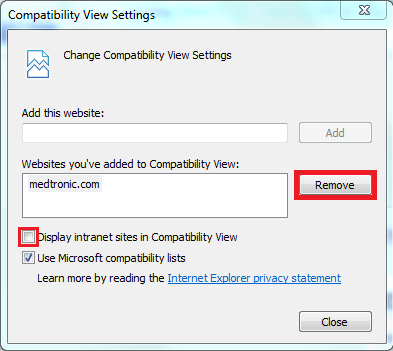 Compatibility View Settings
Change Compatibility View Settings
Add this website:
Add
Websites you've added to Compatibility View:
medtronic.com
Remove
Display intranet sites in Compatibility View
Use Microsoft compatibility lists
Learn more by reading the Internet Explorer privacy statement
Close